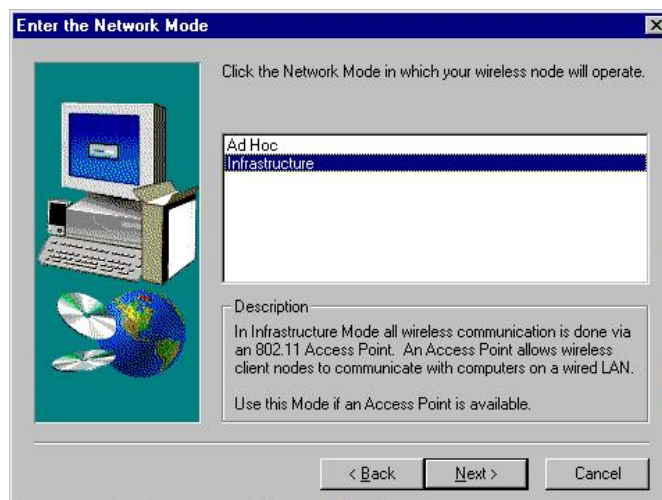 Enter the Network Mode
Click the Network Mode in which your wireless node will operate.
Ad Hoc
Infrastructure
Description
In Infrastructure Mode all wireless communication is done via
an 802.11 Access Point. An Access Point allows wireless
client nodes to communicate with computers on a wired LAN.
Use this Mode if an Access Point is available.
< Back
Next >
Cancel